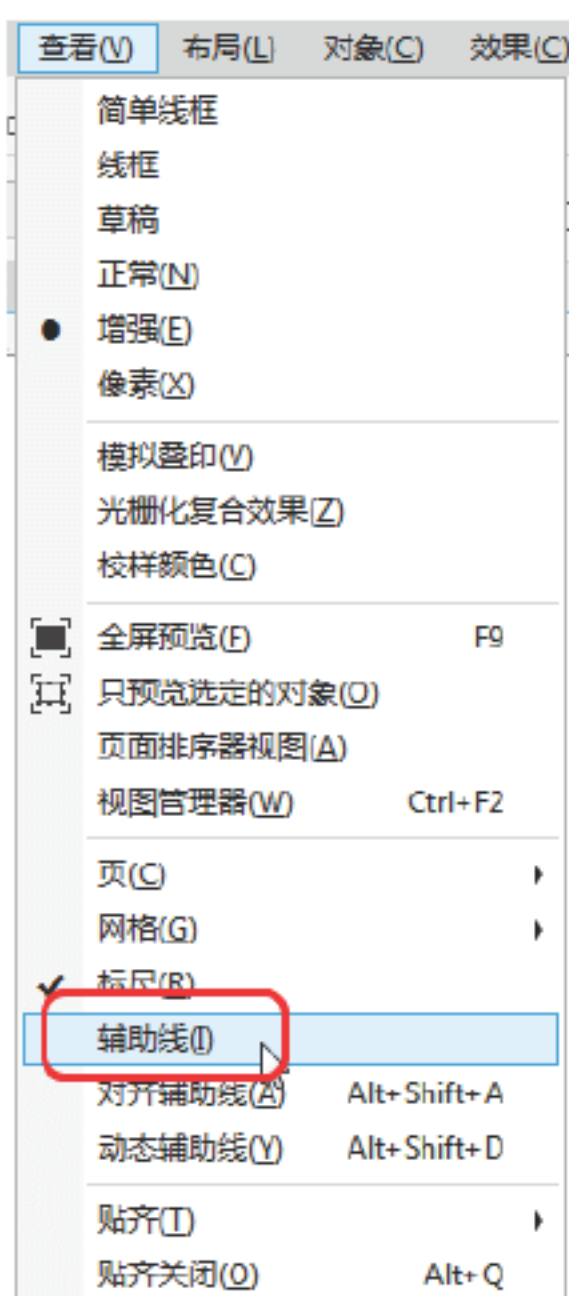 查看(V) 布局(L) 对象(C) 效果(C)
简单线框
线框
草稿
正常(N)
增强(E)
像素(X)
模拟叠印(V)
光栅化复合效果(Z)
校样颜色(C)
全屏预览(F) F9
只预览选定的对象(O)
页面排序器视图(A)
视图管理器(W) Ctrl+F2
页(C)
网格(G)
标尺(R)
辅助线(I)
对齐辅助线(A) Alt+Shift+A
动态辅助线(Y) Alt+Shift+D
贴齐(T)
贴齐关闭(O) Alt+Q